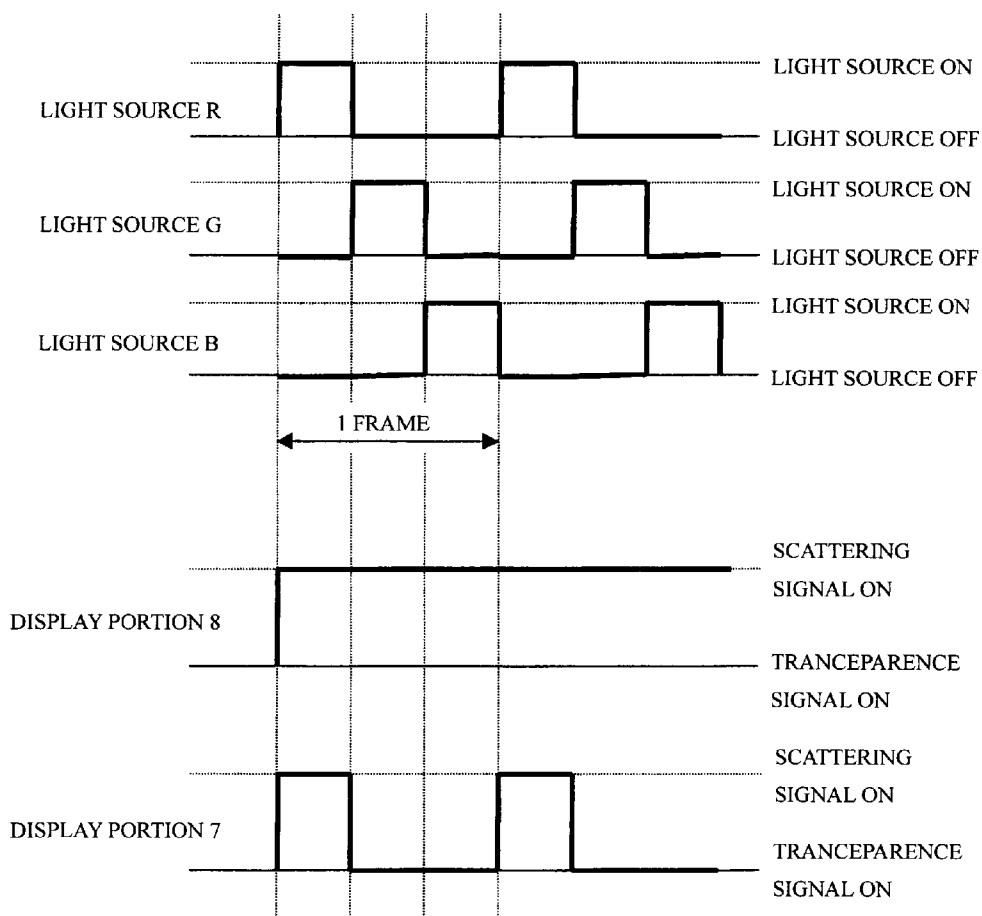 LIGHT SOURCE ON
LIGHT SOURCE R
LIGHT SOURCE OFF
LIGHT SOURCE ON
LIGHT SOURCE G
LIGHT SOURCE OFF
LIGHT SOURCE ON
LIGHT SOURCE B
LIGHT SOURCE OFF
1 FRAME
SCATTERING
SIGNAL ON
DISPLAY PORTION 8
TRANCEPARENCE
SIGNAL ON
SCATTERING
SIGNAL ON
DISPLAY PORTION 7
TRANCEPARENCE
SIGNAL ON